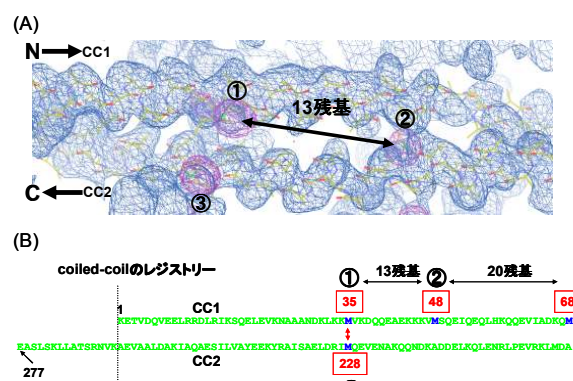 (A)
N CC1
① 13残基 ②
C CC2
③
(B)
coiled-coilのレジストリー
① 13残基 ② 20残基
1 CC1 35 48 68
KETVDQVEELRRDLRIKSQELEVKNAAANDKLKKMVKDQQEAEKKKVMSQEIQEQLHKQQEVIADKQM
EASLSKLLATSRNVKAEVAALDAKIAQAESILVAYEEKYRAISAELDRIMQEVENAKQQNDKADDELKQLENRLPEVRKLMDA
277 CC2 228